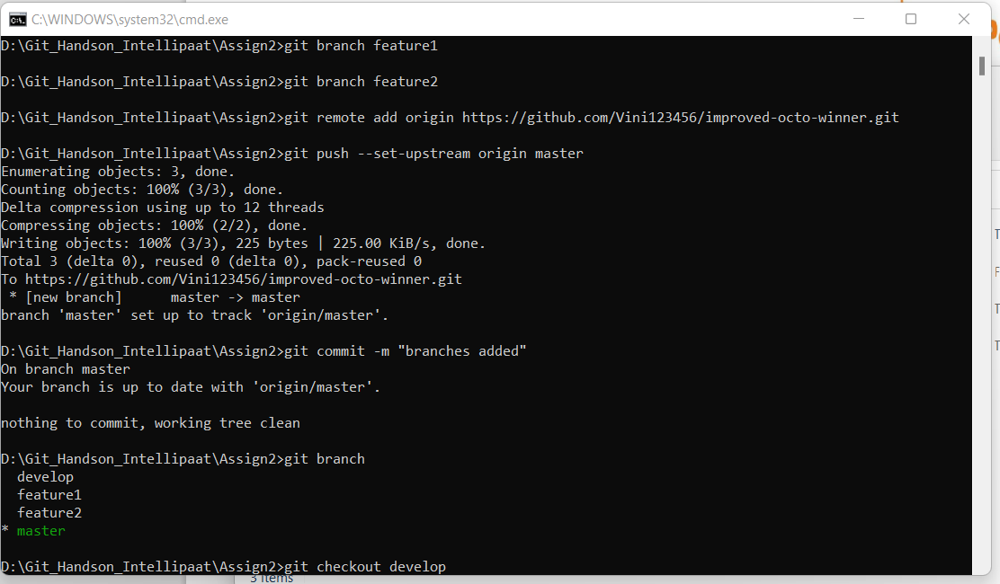 C:\WINDOWS\system32\cmd.exe
D:\Git_Handson_Intellipaat\Assign2>git branch feature1
D:\Git_Handson_Intellipaat\Assign2>git branch feature2
D:\Git_Handson_Intellipaat\Assign2>git remote add origin https://github.com/Vini123456/improved-octo-winner.git
D:\Git_Handson_Intellipaat\Assign2>git push --set-upstream origin master
Enumerating objects: 3, done.
Counting objects: 100% (3/3), done.
Delta compression using up to 12 threads
Compressing objects: 100% (2/2), done.
Writing objects: 100% (3/3), 225 bytes | 225.00 KiB/s, done.
Total 3 (delta 0), reused 0 (delta 0), pack-reused 0
To https://github.com/Vini123456/improved-octo-winner.git
 * [new branch]      master -> master
branch 'master' set up to track 'origin/master'.
D:\Git_Handson_Intellipaat\Assign2>git commit -m "branches added"
On branch master
Your branch is up to date with 'origin/master'.
nothing to commit, working tree clean
D:\Git_Handson_Intellipaat\Assign2>git branch
  develop
  feature1
  feature2
* master
D:\Git_Handson_Intellipaat\Assign2>git checkout develop
3 items